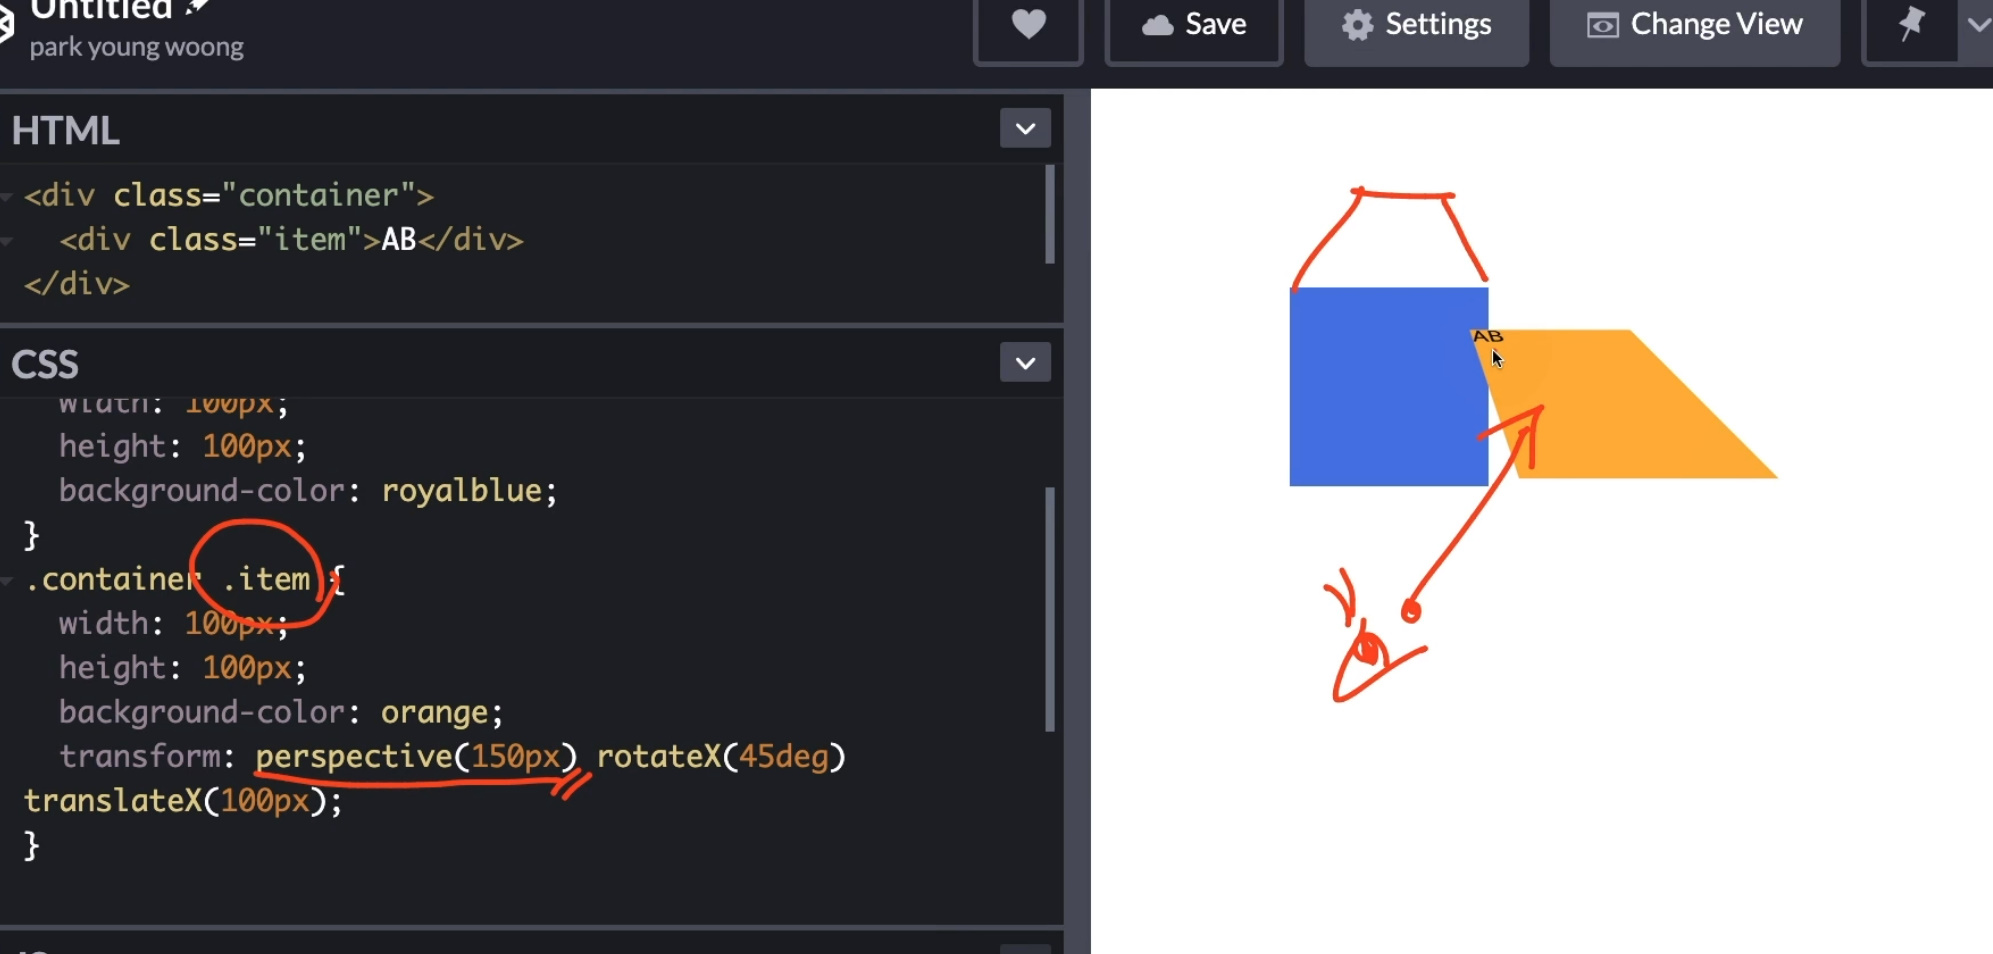 Untitled
park young woong
Save
Settings
Change View
HTML
<div class="container">
<div class="item">AB</div>
</div>
CSS
width: 100px;
height: 100px;
background-color: royalblue;
}
.container .item {
width: 100px;
height: 100px;
background-color: orange;
transform: perspective(150px) rotateX(45deg)
translateX(100px);
}
AB